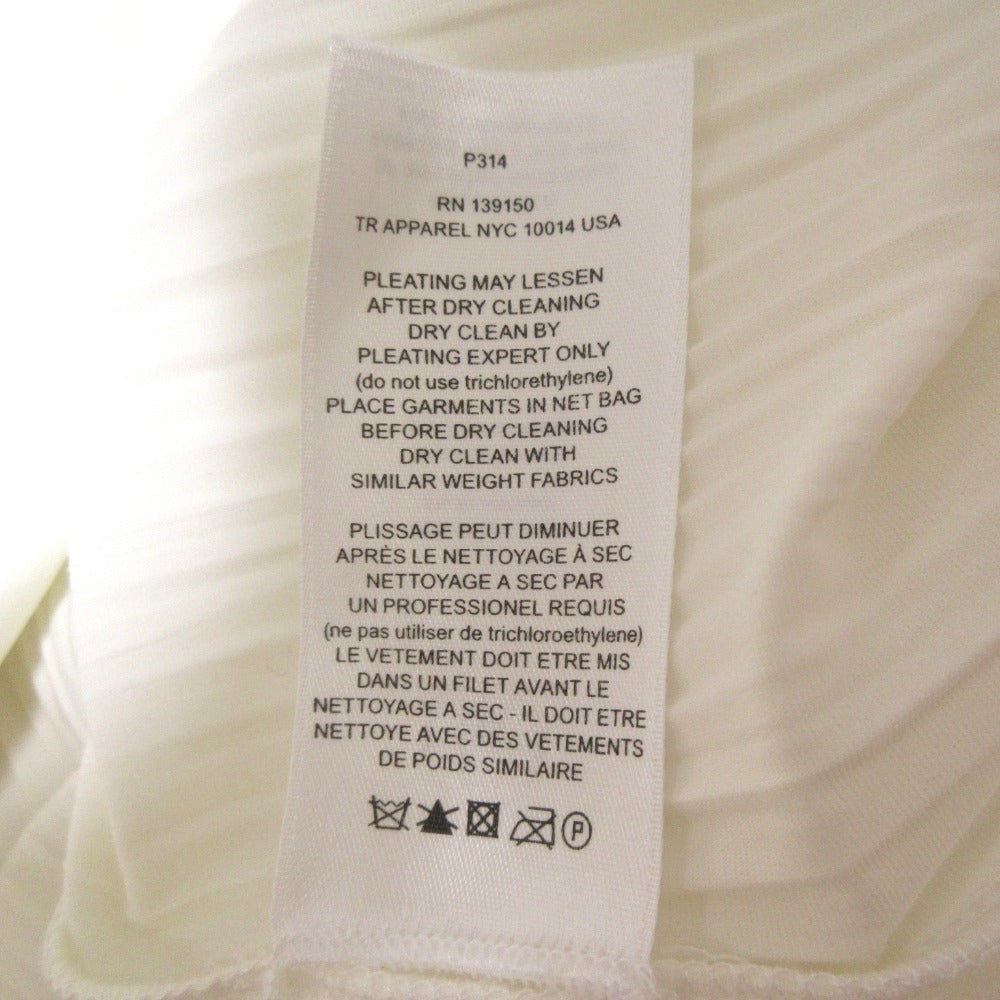 P314
RN 139150
TR APPAREL NYC 10014 USA
PLEATING MAY LESSEN
AFTER DRY CLEANING
DRY CLEAN BY
PLEATING EXPERT ONLY
(do not use trichlorethylene)
PLACE GARMENTS IN NET BAG
BEFORE DRY CLEANING
DRY CLEAN WITH
SIMILAR WEIGHT FABRICS
PLISSAGE PEUT DIMINUER
APRÈS LE NETTOYAGE À SEC
NETTOYAGE A SEC PAR
UN PROFESSIONEL REQUIS
(ne pas utiliser de trichloroethylene)
LE VETEMENT DOIT ETRE MIS
DANS UN FILET AVANT LE
NETTOYAGE A SEC - IL DOIT ETRE
NETTOYE AVEC DES VETEMENTS
DE POIDS SIMILAIRE
P